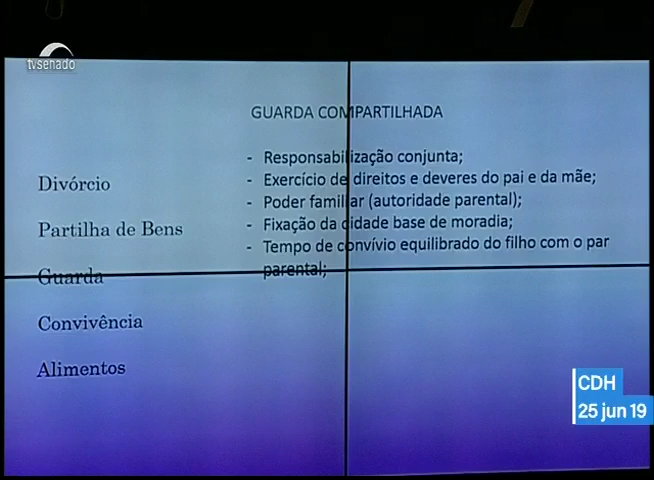 tvsenado
GUARDA COMPARTILHADA
- Responsabilização conjunta;
- Exercício de direitos e deveres do pai e da mãe;
- Poder familiar (autoridade parental);
- Fixação da cidade base de moradia;
- Tempo de convívio equilibrado do filho com o par
parental;
Divórcio
Partilha de Bens
Guarda
Convivência
Alimentos
CDH
25 jun 19